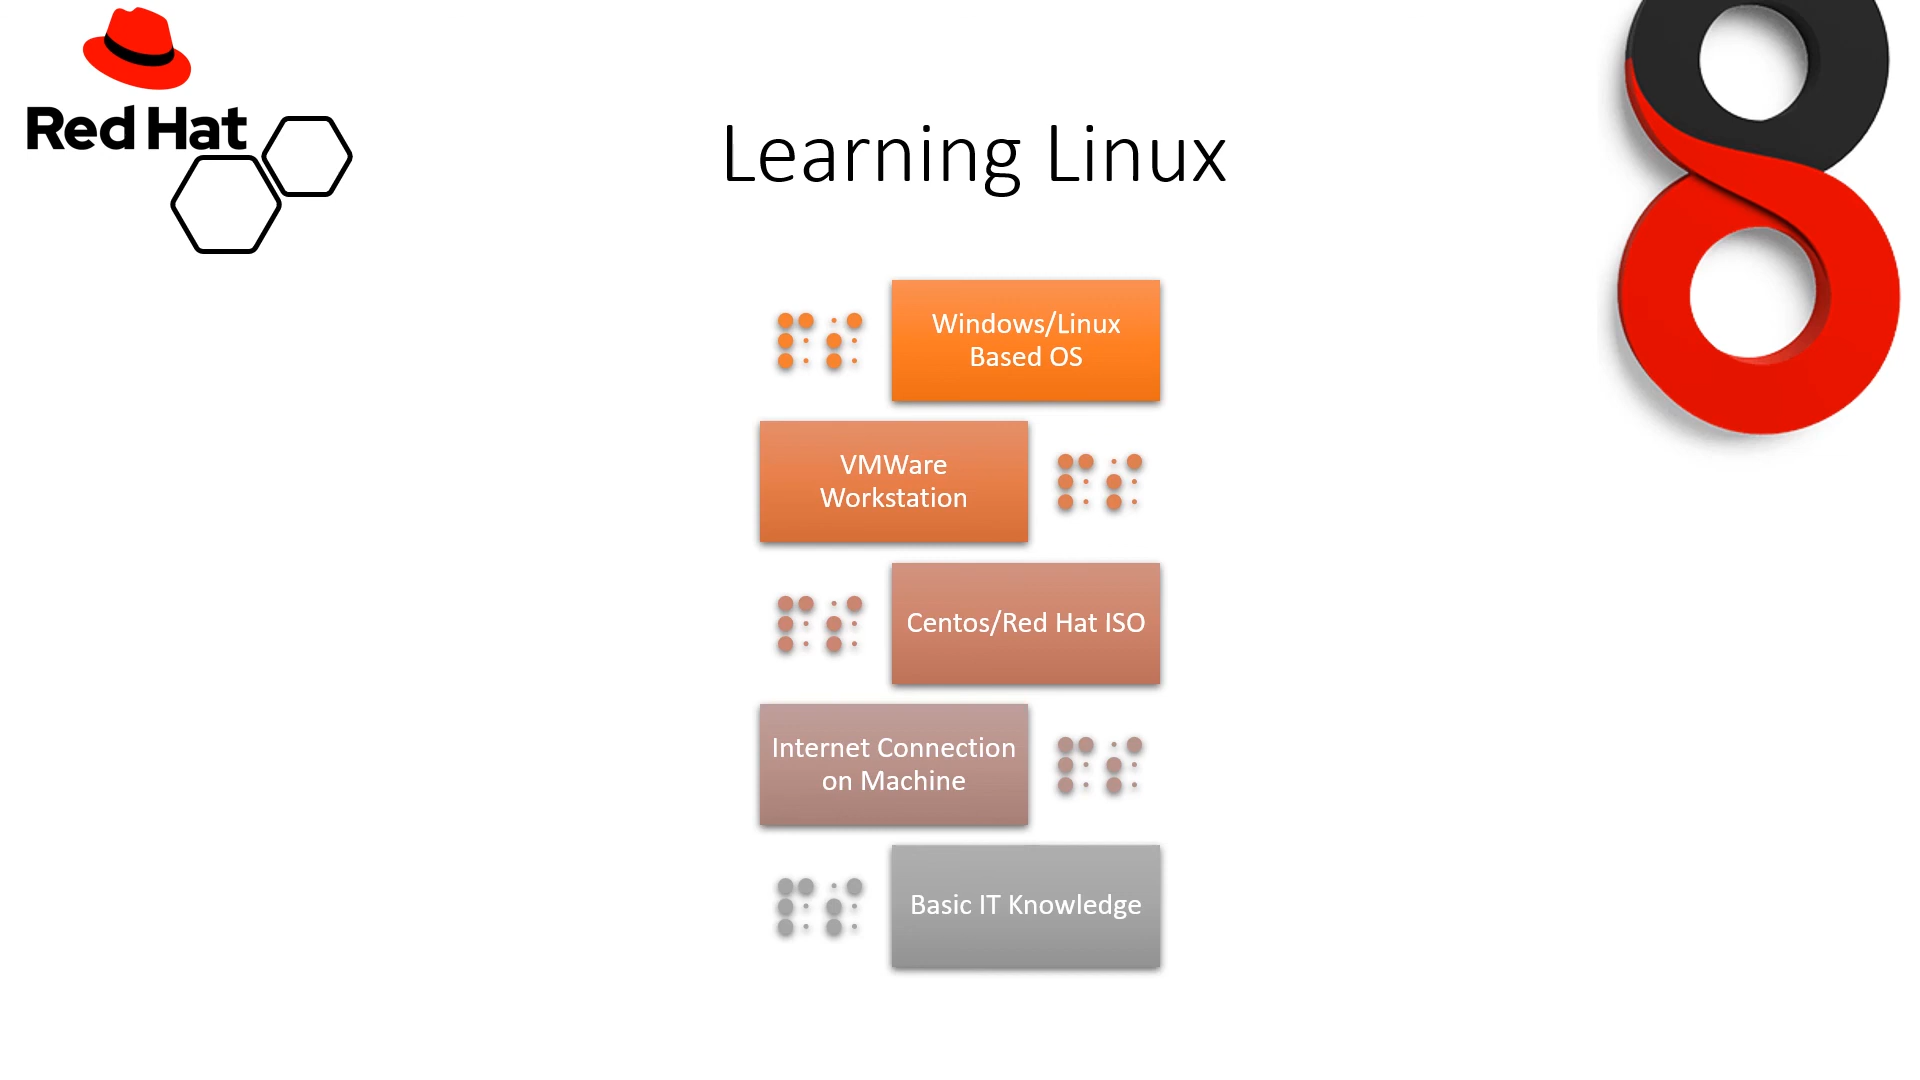 Red Hat
8
Learning Linux
Windows/Linux
Based OS
VMWare
Workstation
Centos/Red Hat ISO
Internet Connection
on Machine
Basic IT Knowledge